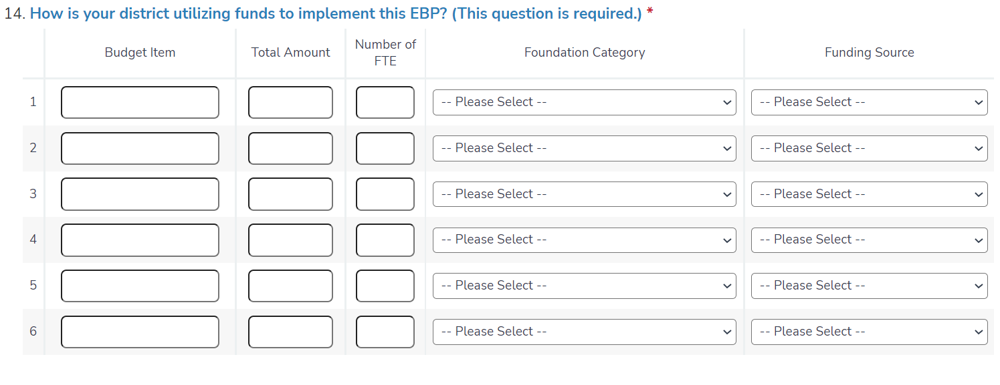 14. How is your district utilizing funds to implement this EBP? (This question is required.) *
Budget Item Total Amount Number of FTE Foundation Category Funding Source
1 -- Please Select -- -- Please Select --
2 -- Please Select -- -- Please Select --
3 -- Please Select -- -- Please Select --
4 -- Please Select -- -- Please Select --
5 -- Please Select -- -- Please Select --
6 -- Please Select -- -- Please Select --